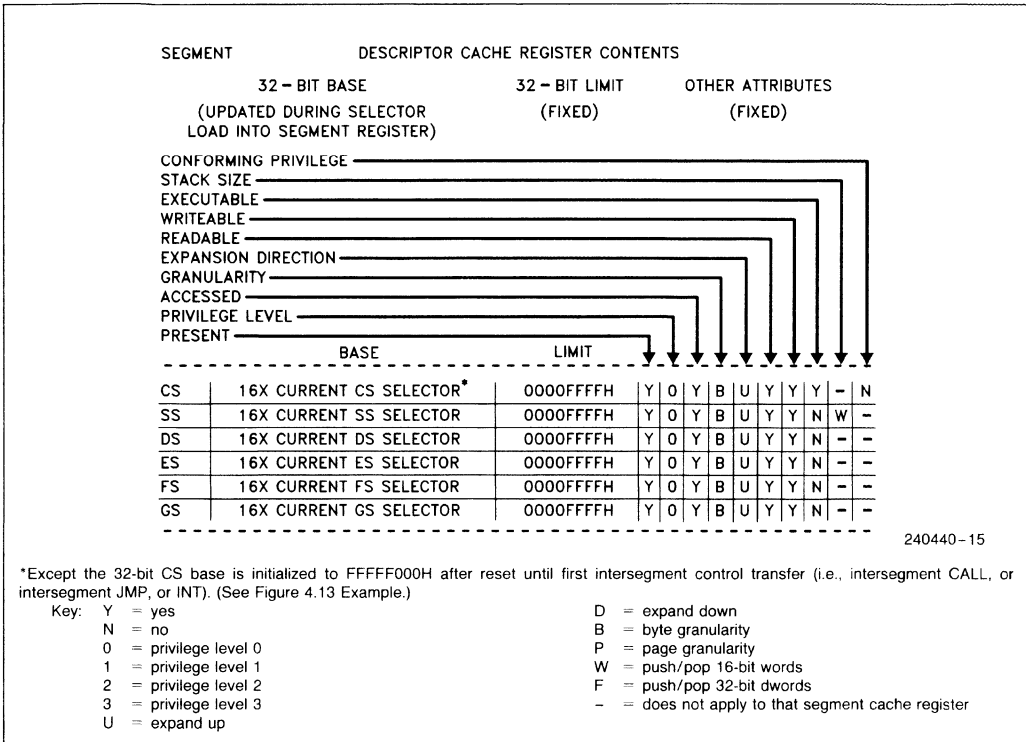 SEGMENT DESCRIPTOR CACHE REGISTER CONTENTS
32 – BIT BASE 32 – BIT LIMIT OTHER ATTRIBUTES
(UPDATED DURING SELECTOR (FIXED) (FIXED)
LOAD INTO SEGMENT REGISTER)
CONFORMING PRIVILEGE
STACK SIZE
EXECUTABLE
WRITEABLE
READABLE
EXPANSION DIRECTION
GRANULARITY
ACCESSED
PRIVILEGE LEVEL
PRESENT
BASE LIMIT
CS 16X CURRENT CS SELECTOR* 0000FFFFH Y 0 Y B U Y Y Y – N
SS 16X CURRENT SS SELECTOR 0000FFFFH Y 0 Y B U Y Y N W –
DS 16X CURRENT DS SELECTOR 0000FFFFH Y 0 Y B U Y Y N – –
ES 16X CURRENT ES SELECTOR 0000FFFFH Y 0 Y B U Y Y N – –
FS 16X CURRENT FS SELECTOR 0000FFFFH Y 0 Y B U Y Y N – –
GS 16X CURRENT GS SELECTOR 0000FFFFH Y 0 Y B U Y Y N – –
240440–15
*Except the 32-bit CS base is initialized to FFFFF000H after reset until first intersegment control transfer (i.e., intersegment CALL, or
intersegment JMP, or INT). (See Figure 4.13 Example.)
Key: Y = yes
N = no
0 = privilege level 0
1 = privilege level 1
2 = privilege level 2
3 = privilege level 3
U = expand up
D = expand down
B = byte granularity
P = page granularity
W = push/pop 16-bit words
F = push/pop 32-bit dwords
– = does not apply to that segment cache register